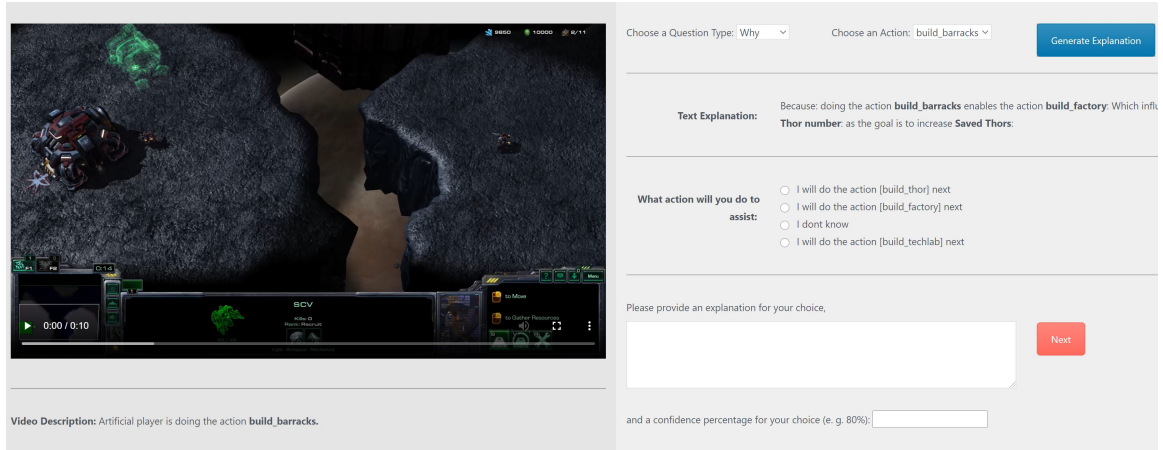 9850 10000 8/11
Choose a Question Type: Why
Choose an Action: build_barracks
Generate Explanation
Text Explanation:
Because: doing the action build_barracks enables the action build_factory: Which influ
Thor number: as the goal is to increase Saved Thors:
What action will you do to
assist:
I will do the action [build_thor] next
I will do the action [build_factory] next
I dont know
I will do the action [build_techlab] next
F1 F2 0:14
Menu
SCV
Kills: 0
Rank: Recruit
to Move
to Gather Resources
0:00 / 0:10
Please provide an explanation for your choice,
Next
Video Description: Artificial player is doing the action build_barracks.
and a confidence percentage for your choice (e. g. 80%):